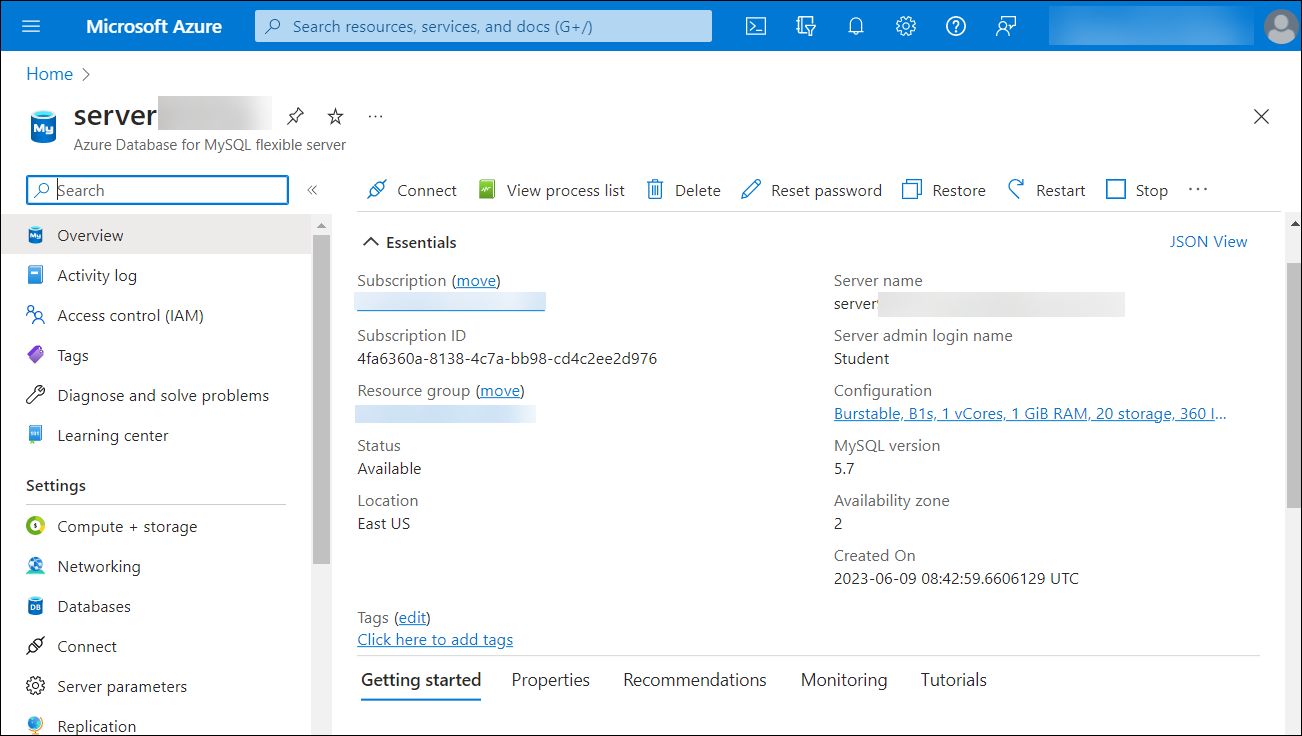 Microsoft Azure
Search resources, services, and docs (G+/)
Home
server
Azure Database for MySQL flexible server
Search
Connect View process list Delete Reset password Restore Restart Stop
Overview
Activity log
Access control (IAM)
Tags
Diagnose and solve problems
Learning center
Settings
Compute + storage
Networking
Databases
Connect
Server parameters
Replication
Essentials
JSON View
Subscription (move)
Subscription ID
4fa6360a-8138-4c7a-bb98-cd4c2ee2d976
Resource group (move)
Status
Available
Location
East US
Server name
server
Server admin login name
Student
Configuration
Burstable, B1s, 1 vCores, 1 GiB RAM, 20 storage, 360 I...
MySQL version
5.7
Availability zone
2
Created On
2023-06-09 08:42:59.6606129 UTC
Tags (edit)
Click here to add tags
Getting started Properties Recommendations Monitoring Tutorials